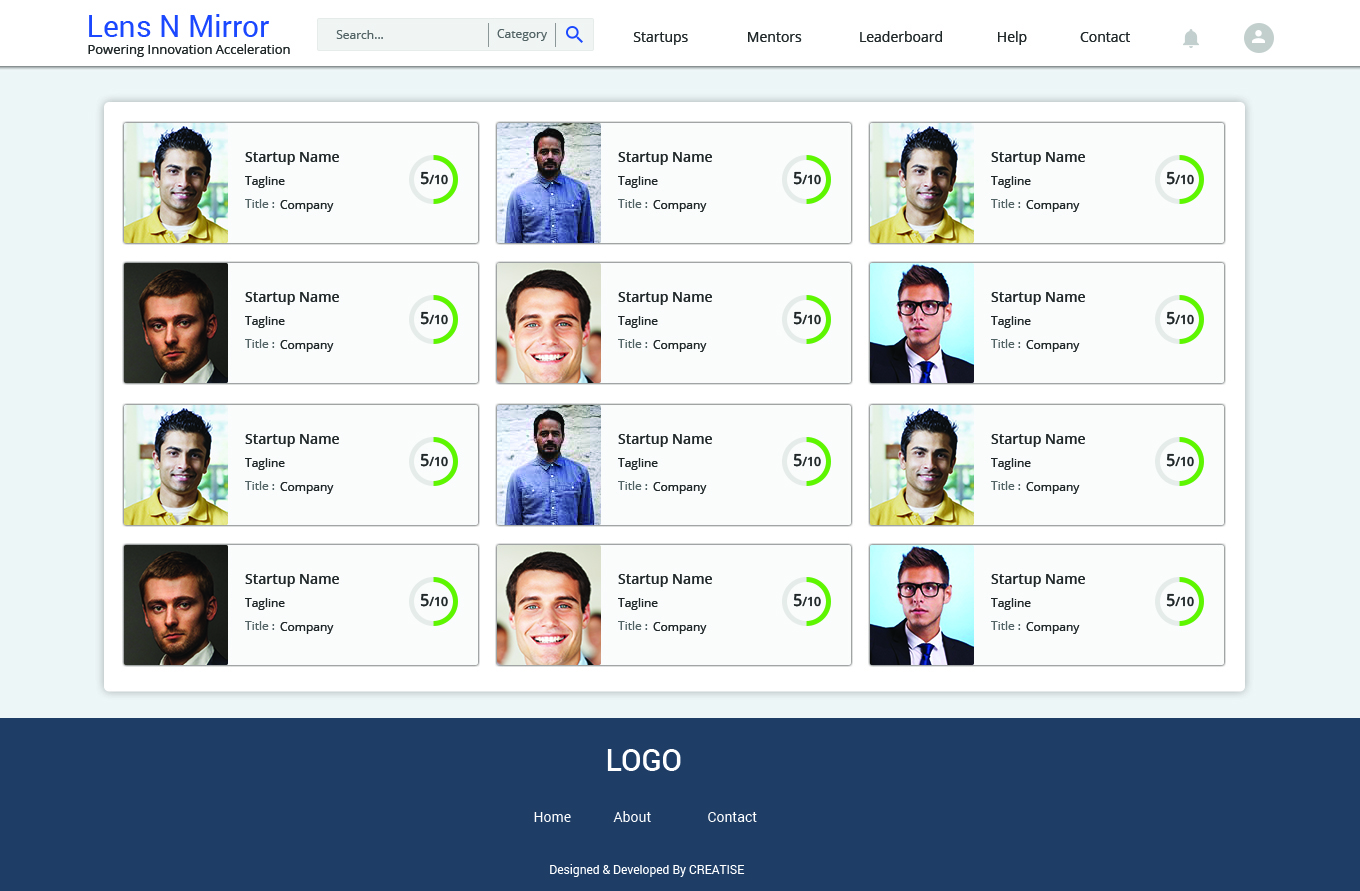 Lens N Mirror
Powering Innovation Acceleration
Search... Category
Startups Mentors Leaderboard Help Contact
Startup Name
Tagline
Title : Company
5/10
Startup Name
Tagline
Title : Company
5/10
Startup Name
Tagline
Title : Company
5/10
Startup Name
Tagline
Title : Company
5/10
Startup Name
Tagline
Title : Company
5/10
Startup Name
Tagline
Title : Company
5/10
Startup Name
Tagline
Title : Company
5/10
Startup Name
Tagline
Title : Company
5/10
Startup Name
Tagline
Title : Company
5/10
Startup Name
Tagline
Title : Company
5/10
Startup Name
Tagline
Title : Company
5/10
Startup Name
Tagline
Title : Company
5/10
LOGO
Home About Contact
Designed & Developed By CREATISE